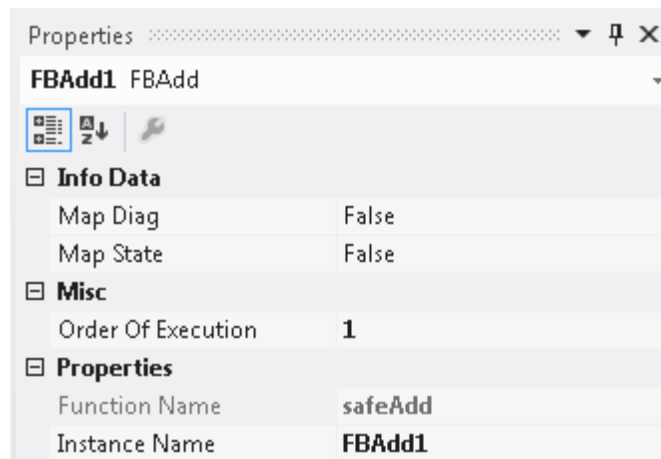 Properties
FBAdd1 FBAdd
Info Data
Map Diag False
Map State False
Misc
Order Of Execution 1
Properties
Function Name safeAdd
Instance Name FBAdd1